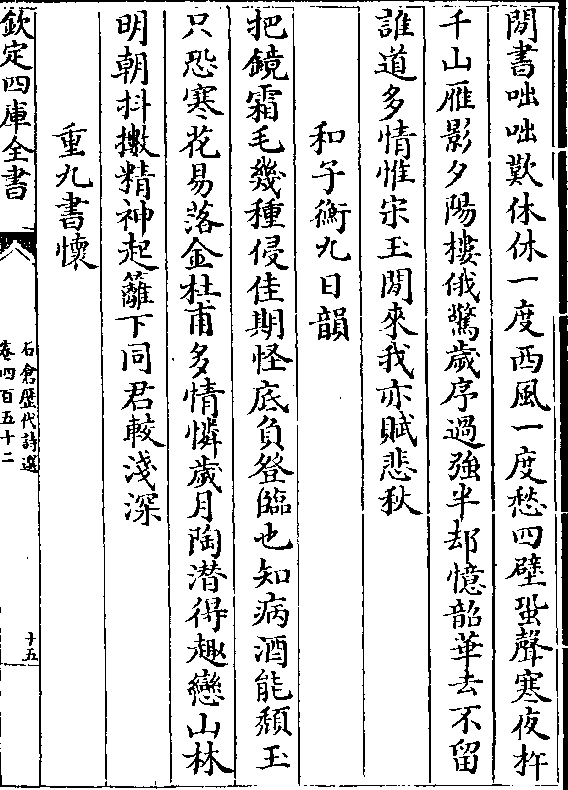 閒書咄咄歎休休一度西風一度愁四壁蛩聲寒夜杵
千山雁影夕陽樓俄驚歲序過強半却憶韶華去不留
誰道多情惟宋玉閒來我亦賦悲秋
和子衡九日韻
把鏡霜毛幾種侵佳期怪底負登臨也知病酒能頽玉
只恐寒花易落金杜甫多情憐歲月陶潛得趣戀山林
明朝抖擻精神起籬下同君較淺深
重九書懷
欽定四庫全書
石倉歷代詩選
卷四百五十二
十五